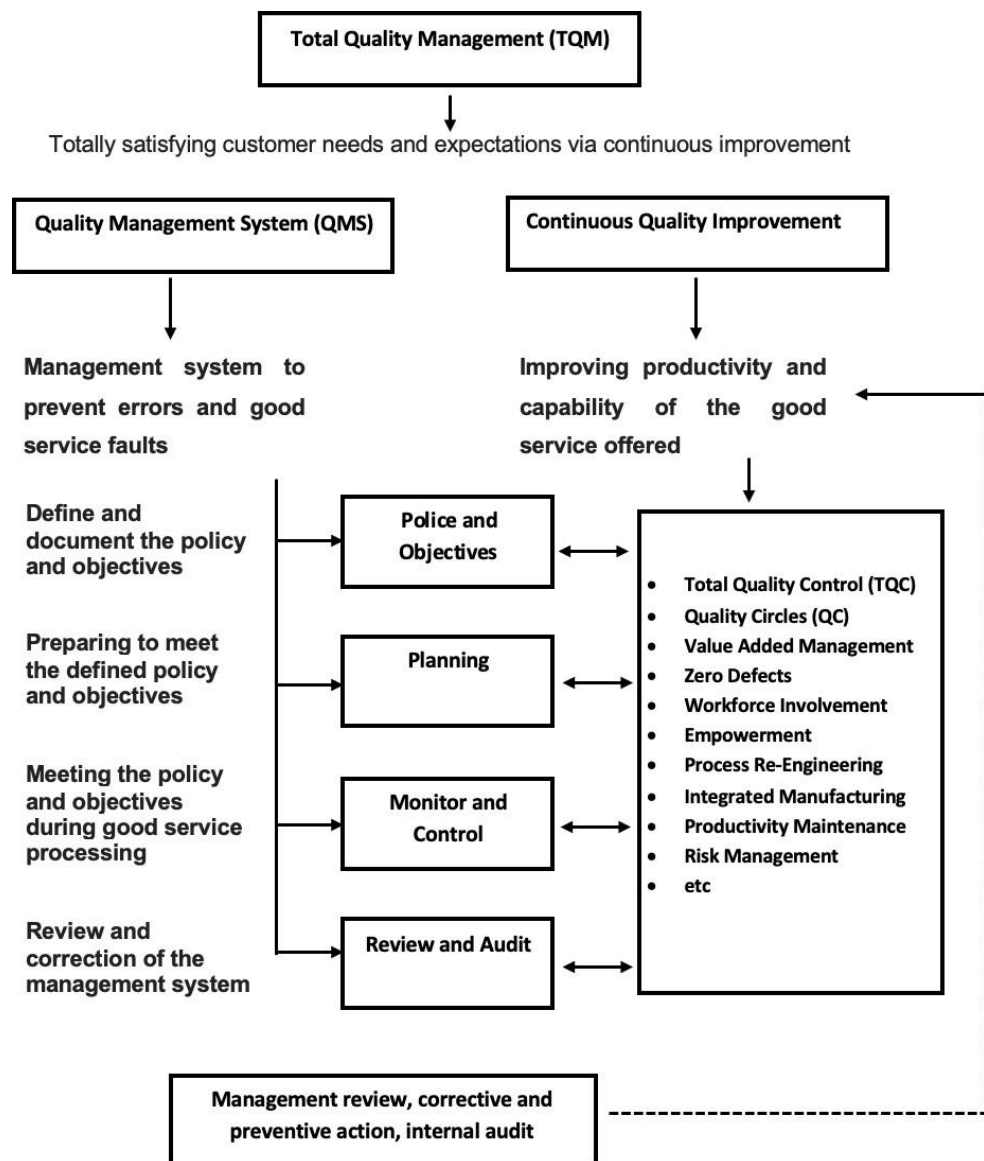 Total Quality Management (TQM)
Totally satisfying customer needs and expectations via continuous improvement
Quality Management System (QMS)
Continuous Quality Improvement
Management system to
prevent errors and good
service faults
Improving productivity and
capability of the good
service offered
Define and
document the policy
and objectives
Police and
Objectives
Preparing to meet
the defined policy
and objectives
Planning
Meeting the policy
and objectives
during good service
processing
Monitor and
Control
Review and
correction of the
management system
Review and Audit
• Total Quality Control (TQC)
• Quality Circles (QC)
• Value Added Management
• Zero Defects
• Workforce Involvement
• Empowerment
• Process Re-Engineering
• Integrated Manufacturing
• Productivity Maintenance
• Risk Management
• etc
Management review, corrective and
preventive action, internal audit